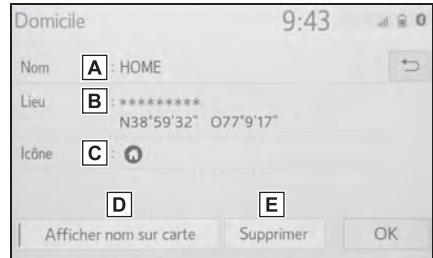 Domicile 9:43
Nom A : HOME
Lieu B : *********
N38°59'32" O77°9'17"
Icône C :
D E
Afficher nom sur carte Supprimer OK